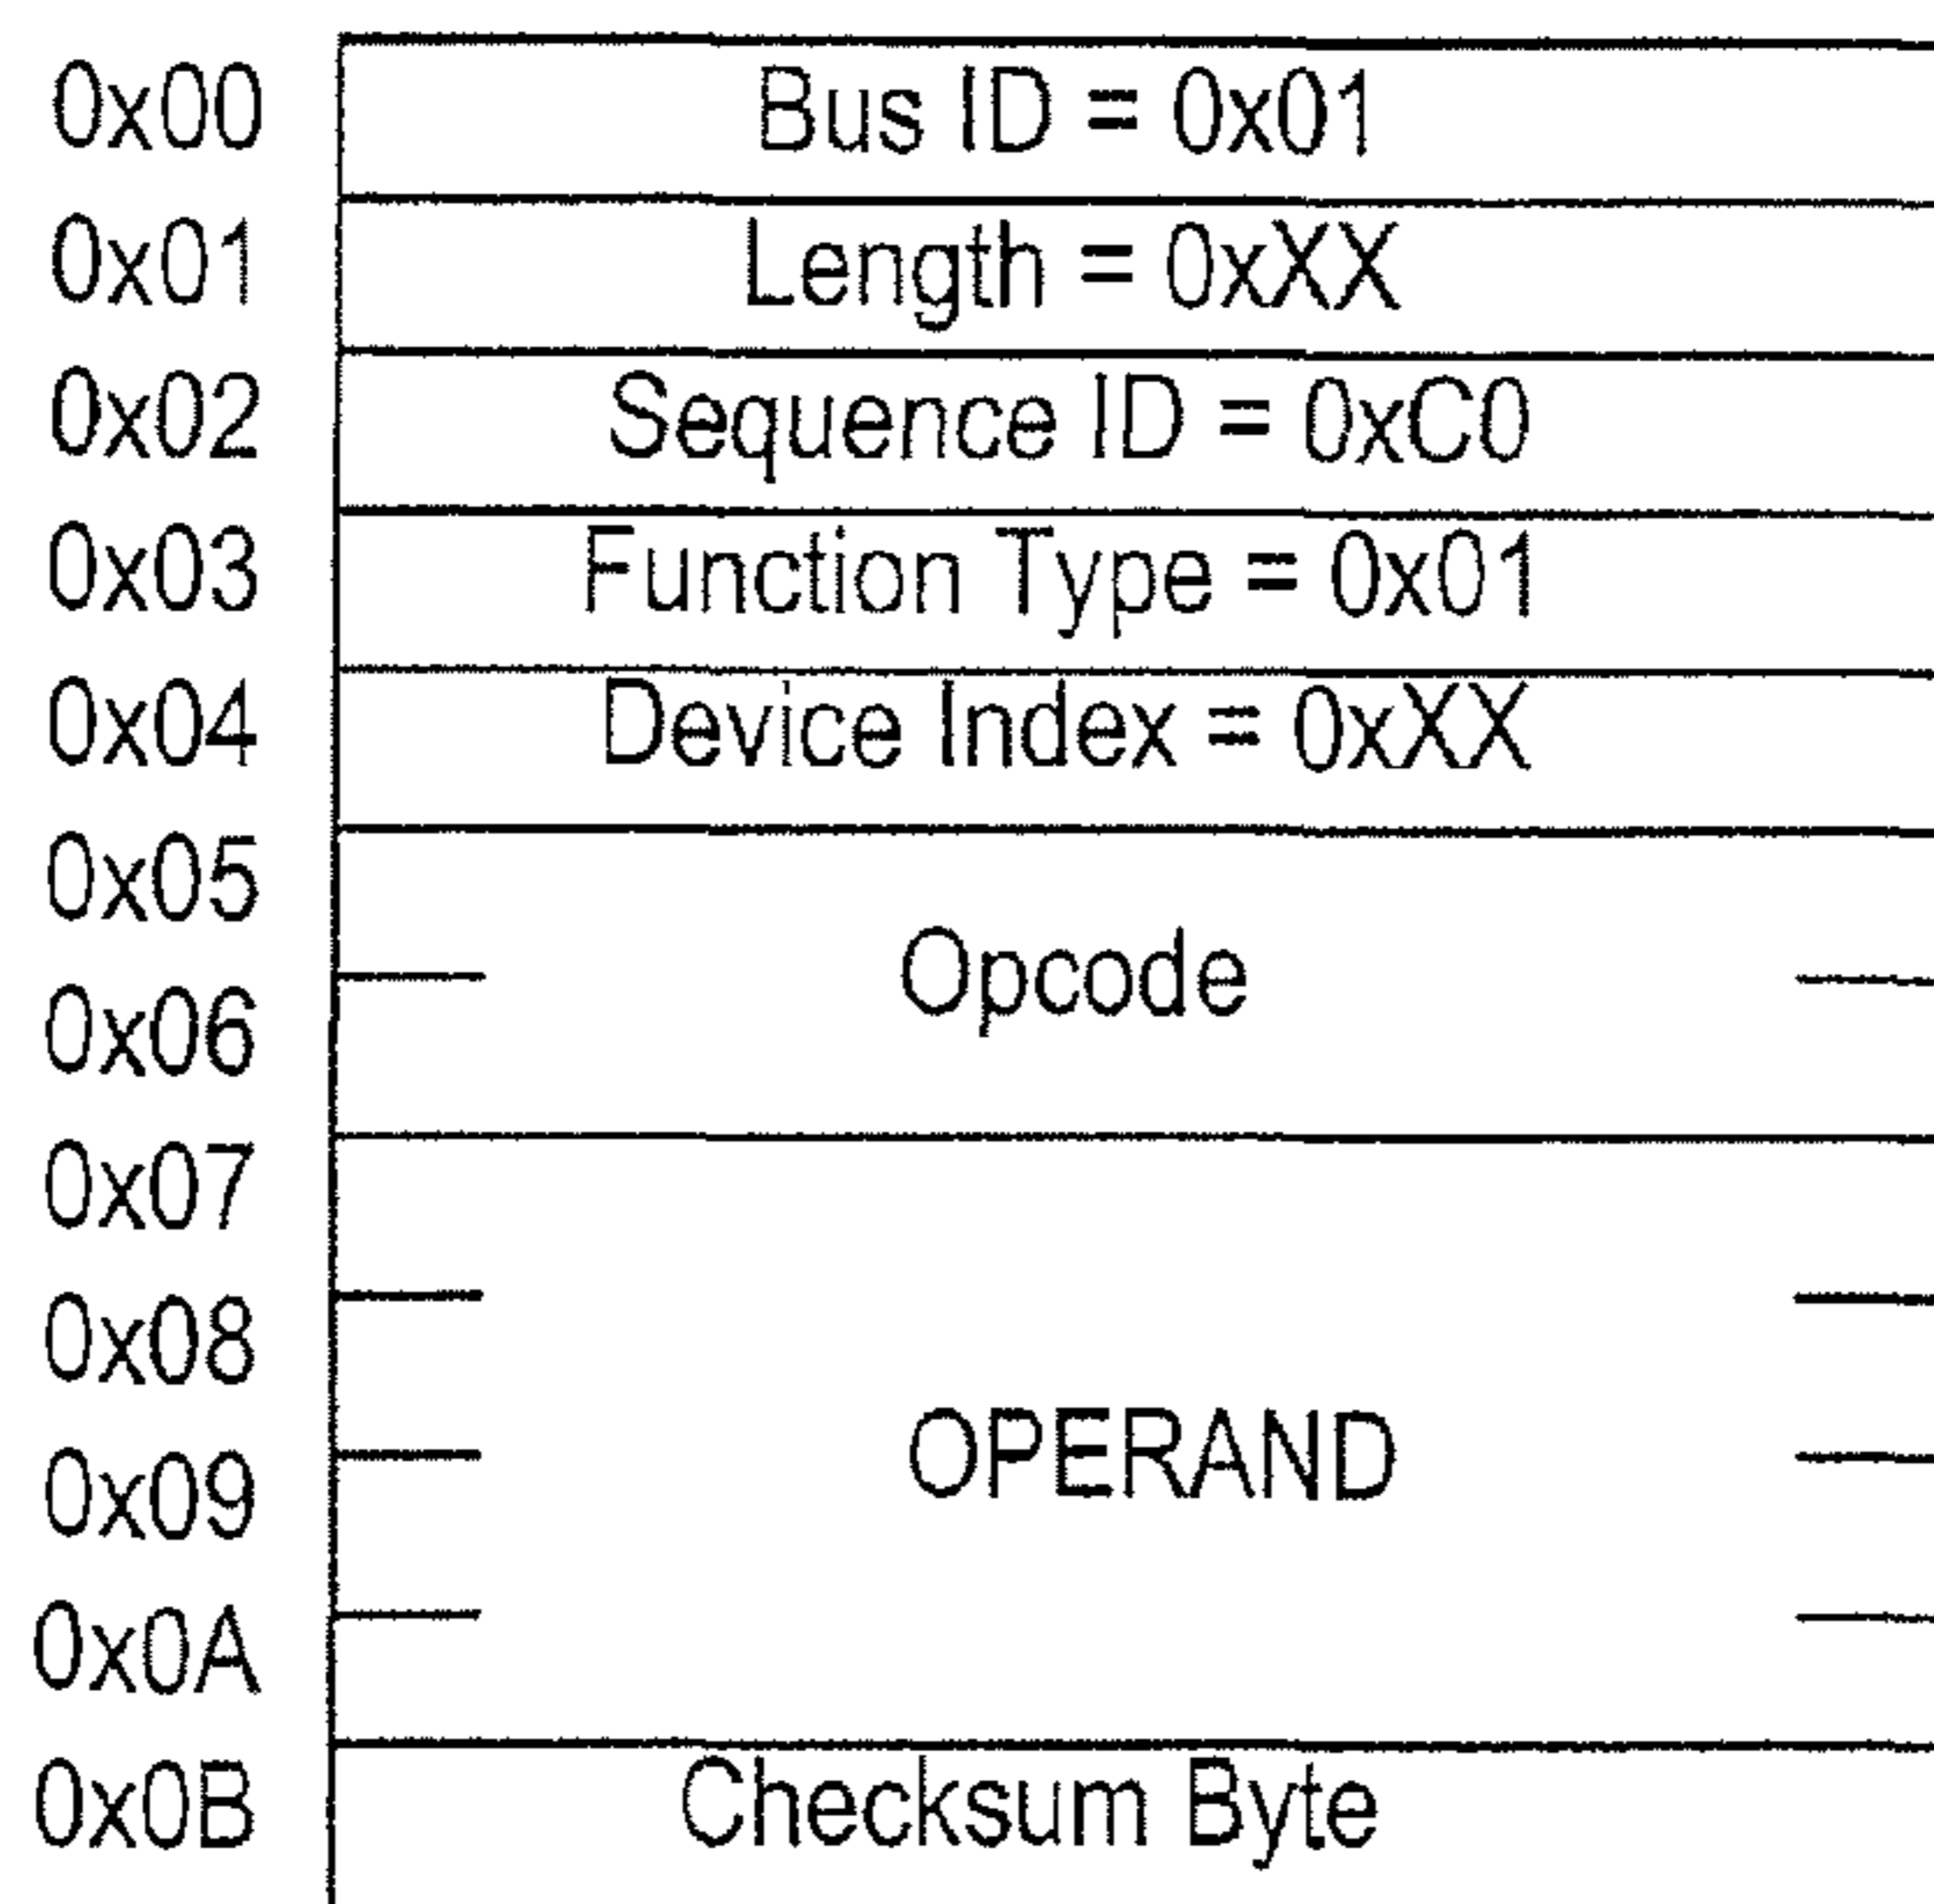 0x00 Bus ID = 0x01
0x01 Length = 0xXX
0x02 Sequence ID = 0xC0
0x03 Function Type = 0x01
0x04 Device Index = 0xXX
0x05
Opcode
0x06
0x07
0x08
OPERAND
0x09
0x0A
0x0B Checksum Byte